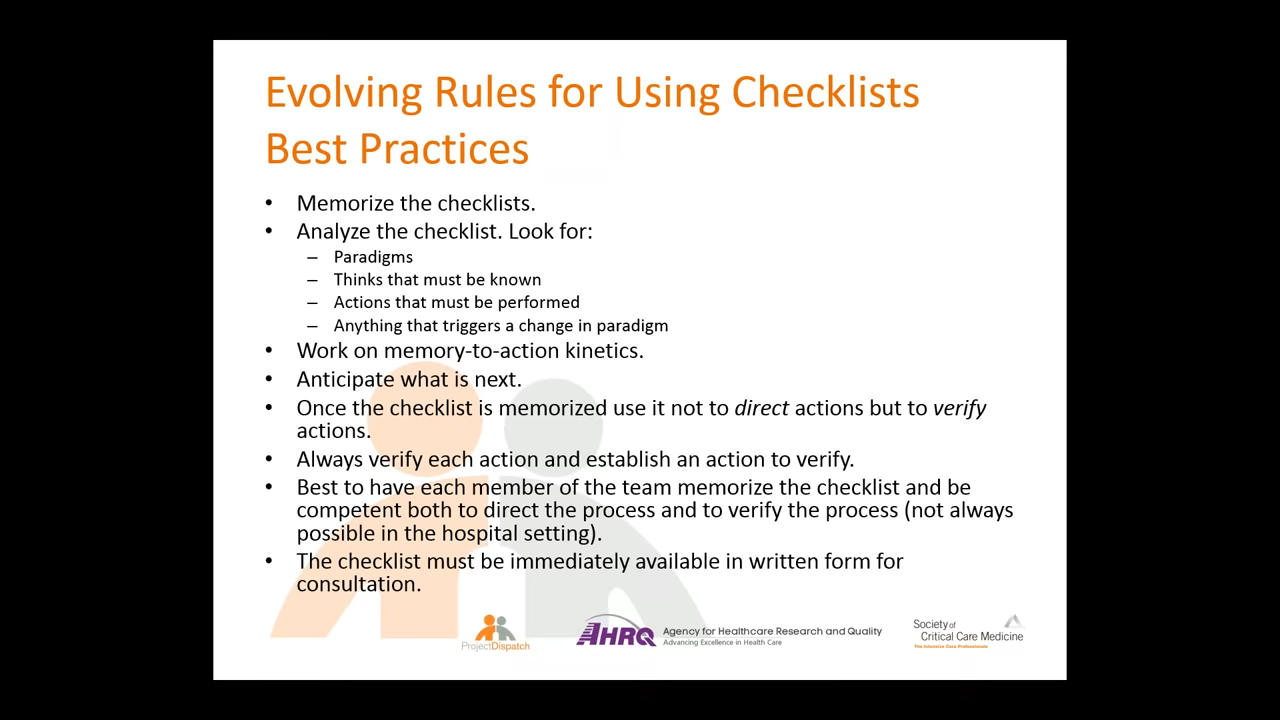 Evolving Rules for Using Checklists
Best Practices
• Memorize the checklists.
• Analyze the checklist. Look for:
– Paradigms
– Thinks that must be known
– Actions that must be performed
– Anything that triggers a change in paradigm
• Work on memory-to-action kinetics.
• Anticipate what is next.
• Once the checklist is memorized use it not to direct actions but to verify
actions.
• Always verify each action and establish an action to verify.
• Best to have each member of the team memorize the checklist and be
competent both to direct the process and to verify the process (not always
possible in the hospital setting).
• The checklist must be immediately available in written form for
consultation.
ProjectDispatch
AHRQ
Agency for Healthcare Research and Quality
Advancing Excellence in Health Care
Society of
Critical Care Medicine
The Intensive Care Professionals